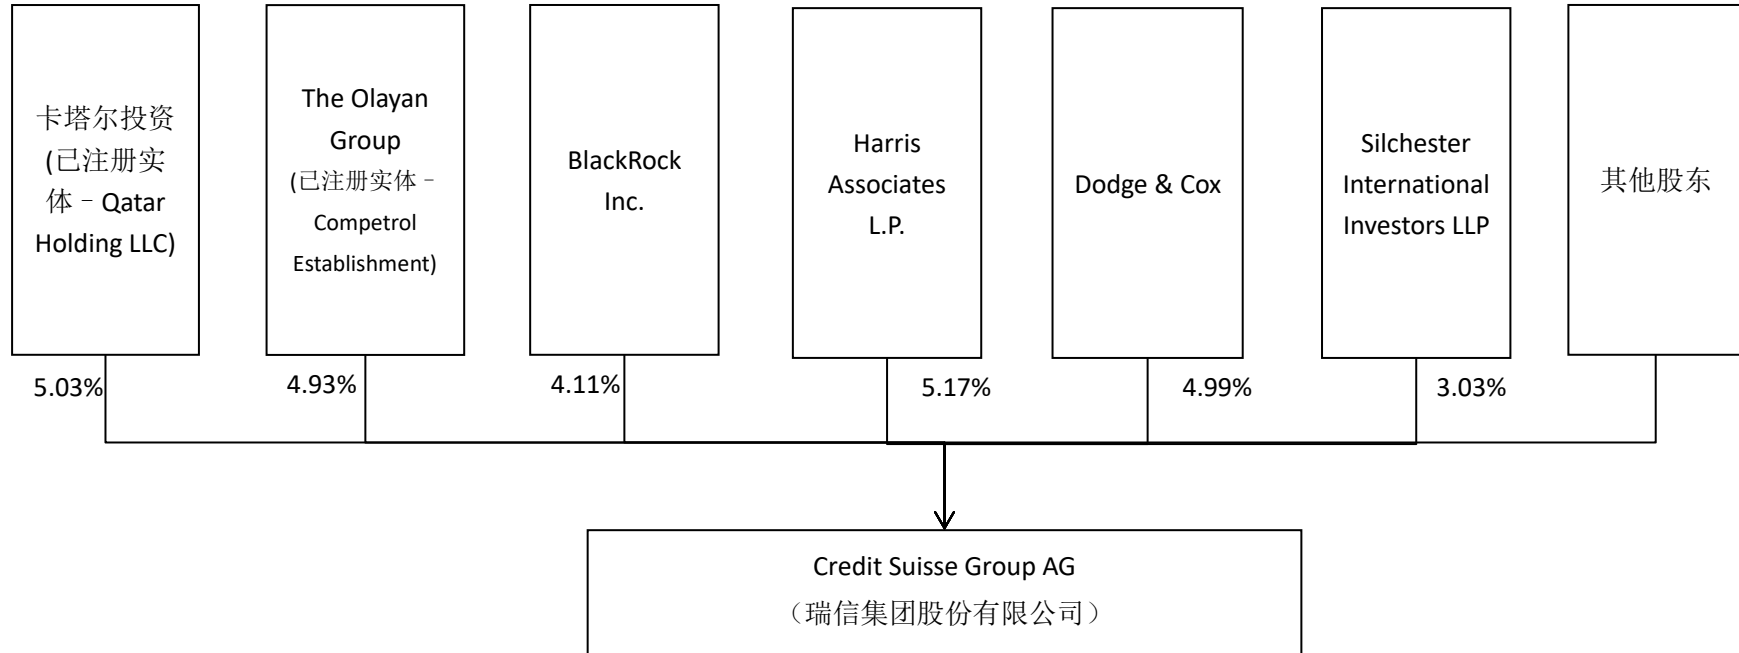 卡塔尔投资
(已注册实
体 – Qatar
Holding LLC)
The Olayan
Group
(已注册实体 –
Competrol
Establishment)
BlackRock
Inc.
Harris
Associates
L.P.
Dodge & Cox
Silchester
International
Investors LLP
其他股东
5.03%
4.93%
4.11%
5.17%
4.99%
3.03%
Credit Suisse Group AG
（瑞信集团股份有限公司）